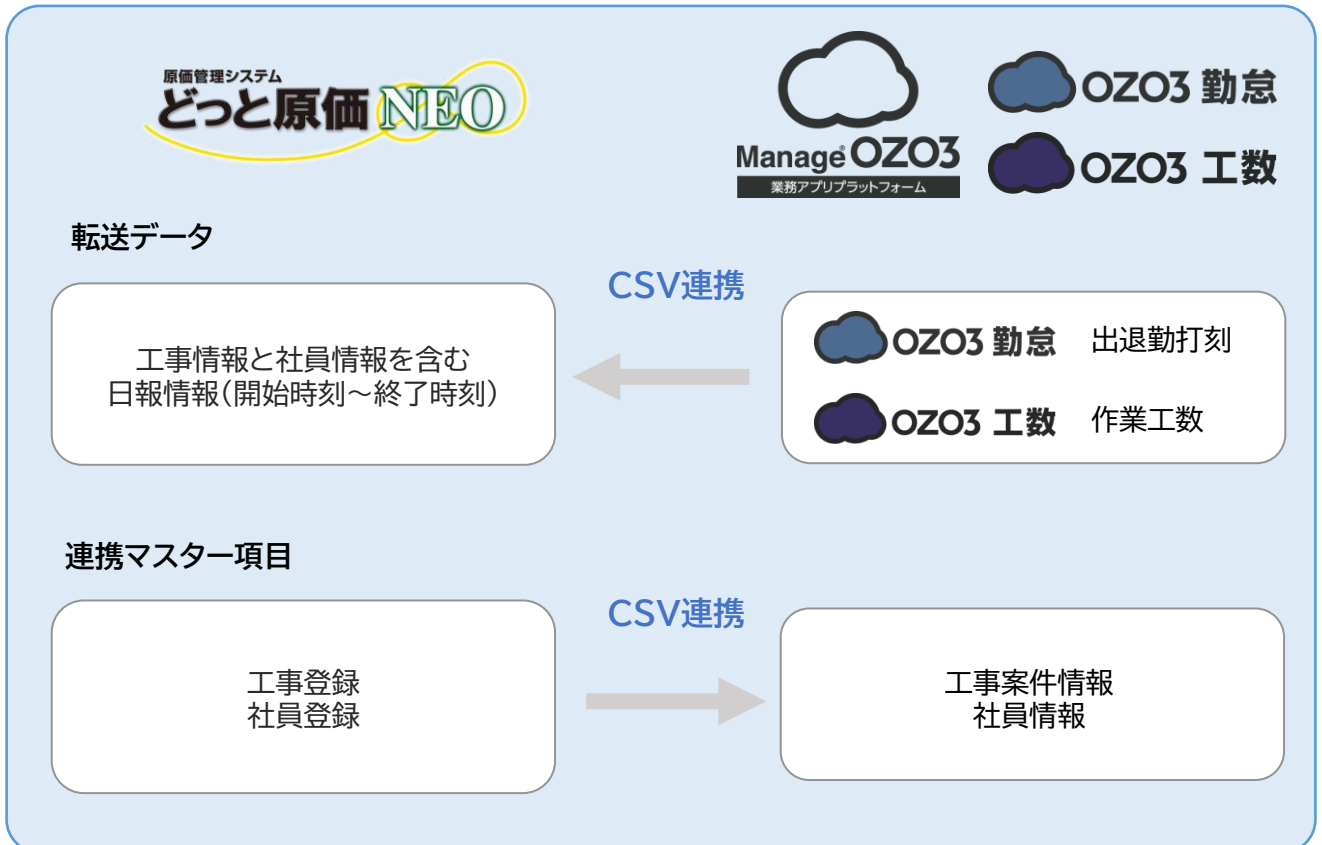 原価管理システム
どっと原価 NEO
Manage® OZO3
業務アプリプラットフォーム
OZO3 勤怠
OZO3 工数
転送データ
CSV連携
工事情報と社員情報を含む
日報情報(開始時刻～終了時刻)
OZO3 勤怠 出退勤打刻
OZO3 工数 作業工数
連携マスター項目
CSV連携
工事登録
社員登録
工事案件情報
社員情報